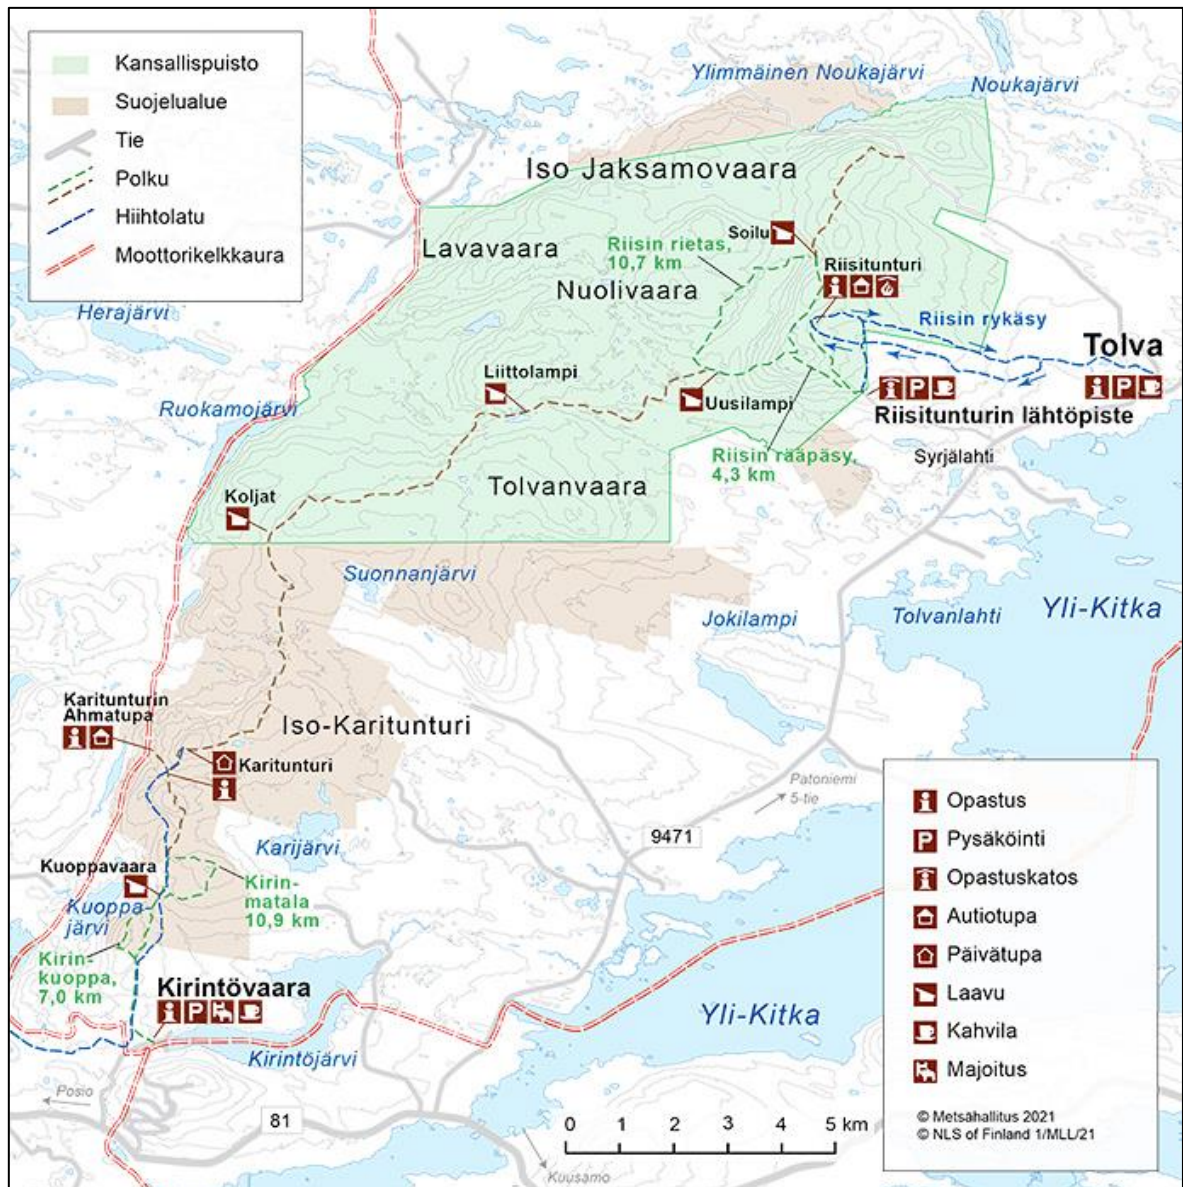 Kansallispuisto
Suojelualue
Tie
Polku
Hiihtolatu
Moottorikelkkaura
Ylimmäinen Noukajärvi
Noukajärvi
Iso Jaksamovaara
Soilu
Riisin rietas,
10,7 km
Lavavaara
Riisitunturi
Nuolivaara
Herajärvi
Riisin rykäsy
Tolva
Liittolampi
Ruokamojärvi
Uusilampi
Riisitunturin lähtöpiste
Riisin rääpäsy,
4,3 km
Syrjälahti
Tolvanvaara
Koljat
Suonnanjärvi
Jokilampi
Tolvanlahti
Yli-Kitka
Karitunturin
Ahmatupa
Iso-Karitunturi
Karitunturi
Patoniemi
5-tie
9471
Karijärvi
Kuoppavaara
Kirin-
matala
10,9 km
Kuoppa-
järvi
Kirin-
kuoppa,
7,0 km
Kirintövaara
Yli-Kitka
Kirintöjärvi
Posio
81
Kuusamo
0 1 2 3 4 5 km
Opastus
P Pysäköinti
Opastuskatos
Autiotupa
Päivätupa
Laavu
Kahvila
Majoitus
© Metsähallitus 2021
© NLS of Finland 1/MLL/21